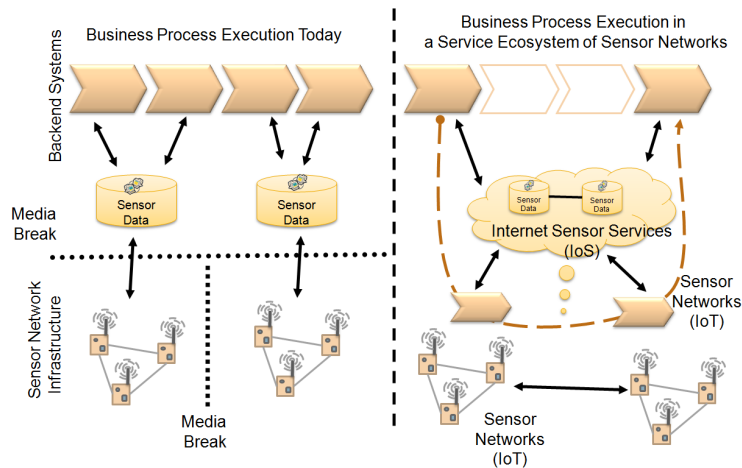 Business Process Execution Today
Backend Systems
Sensor
Data
Sensor
Data
Media
Break
Sensor Network
Infrastructure
Media
Break
Business Process Execution in
a Service Ecosystem of Sensor Networks
Sensor
Data
Sensor
Data
Internet Sensor Services
(IoS)
Sensor
Networks
(IoT)
Sensor
Networks
(IoT)